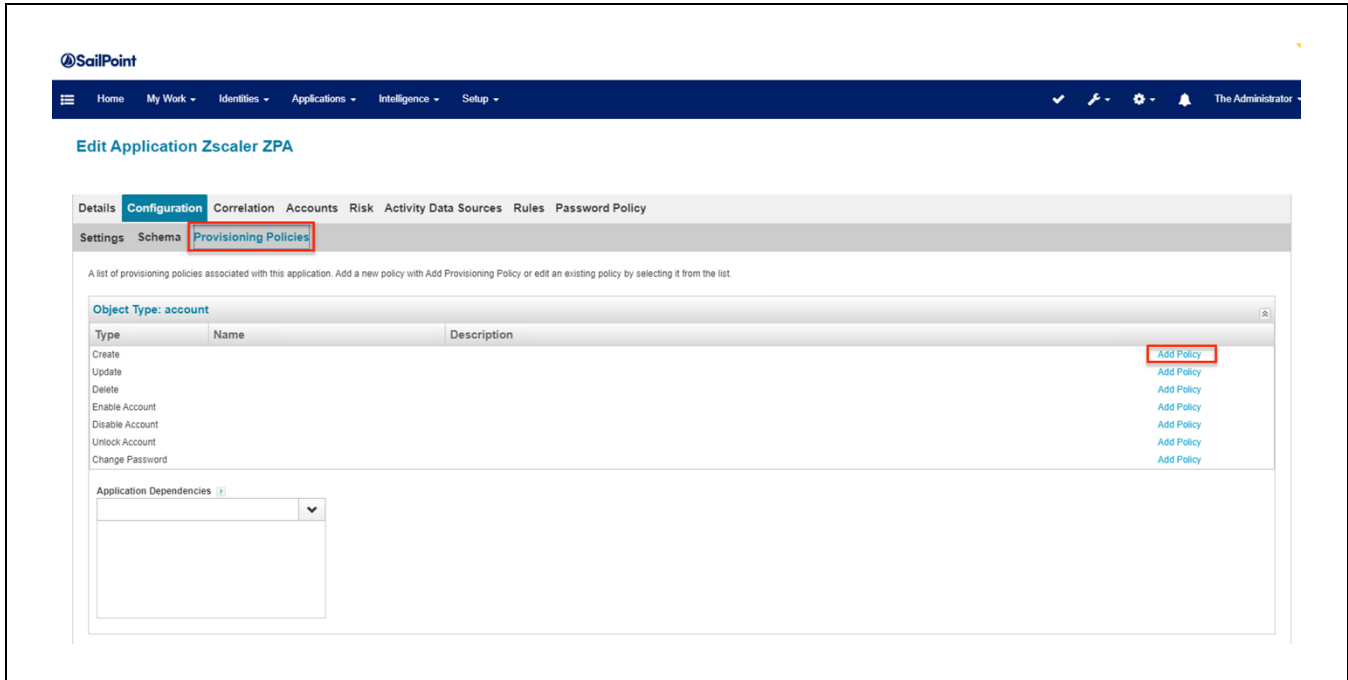 SailPoint
Home My Work Identities Applications Intelligence Setup The Administrator
Edit Application Zscaler ZPA
Details Configuration Correlation Accounts Risk Activity Data Sources Rules Password Policy
Settings Schema Provisioning Policies
A list of provisioning policies associated with this application. Add a new policy with Add Provisioning Policy or edit an existing policy by selecting it from the list.
Object Type: account
Type Name Description
Create Add Policy
Update Add Policy
Delete Add Policy
Enable Account Add Policy
Disable Account Add Policy
Unlock Account Add Policy
Change Password Add Policy
Application Dependencies ?